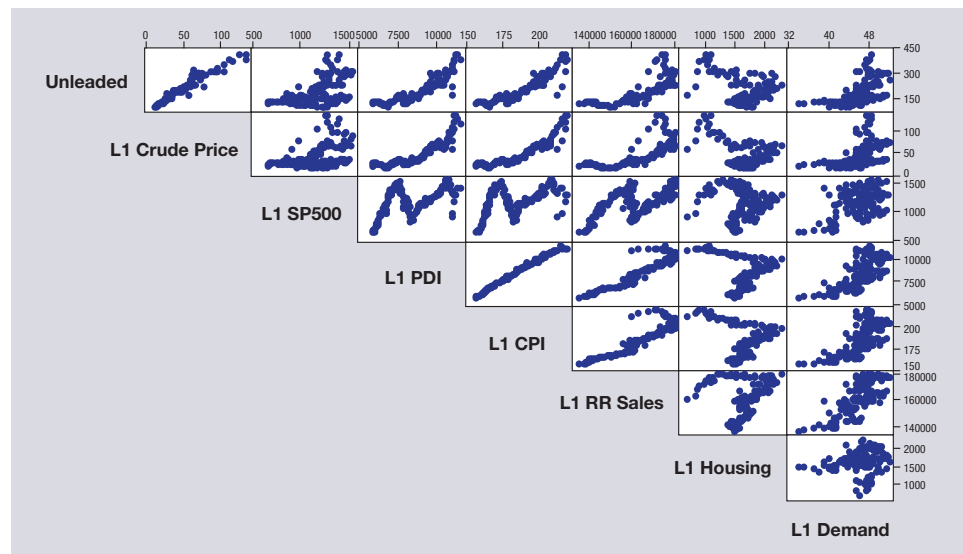 0 50 100 500 1000 1500 5000 7500 10000 150 175 200 140000 160000 180000 1000 1500 2000 32 40 48
Unleaded
450
300
150
L1 Crude Price
100
50
0
L1 SP500
1500
1000
500
L1 PDI
10000
7500
5000
L1 CPI
200
175
150
L1 RR Sales
180000
160000
140000
L1 Housing
2000
1500
1000
L1 Demand